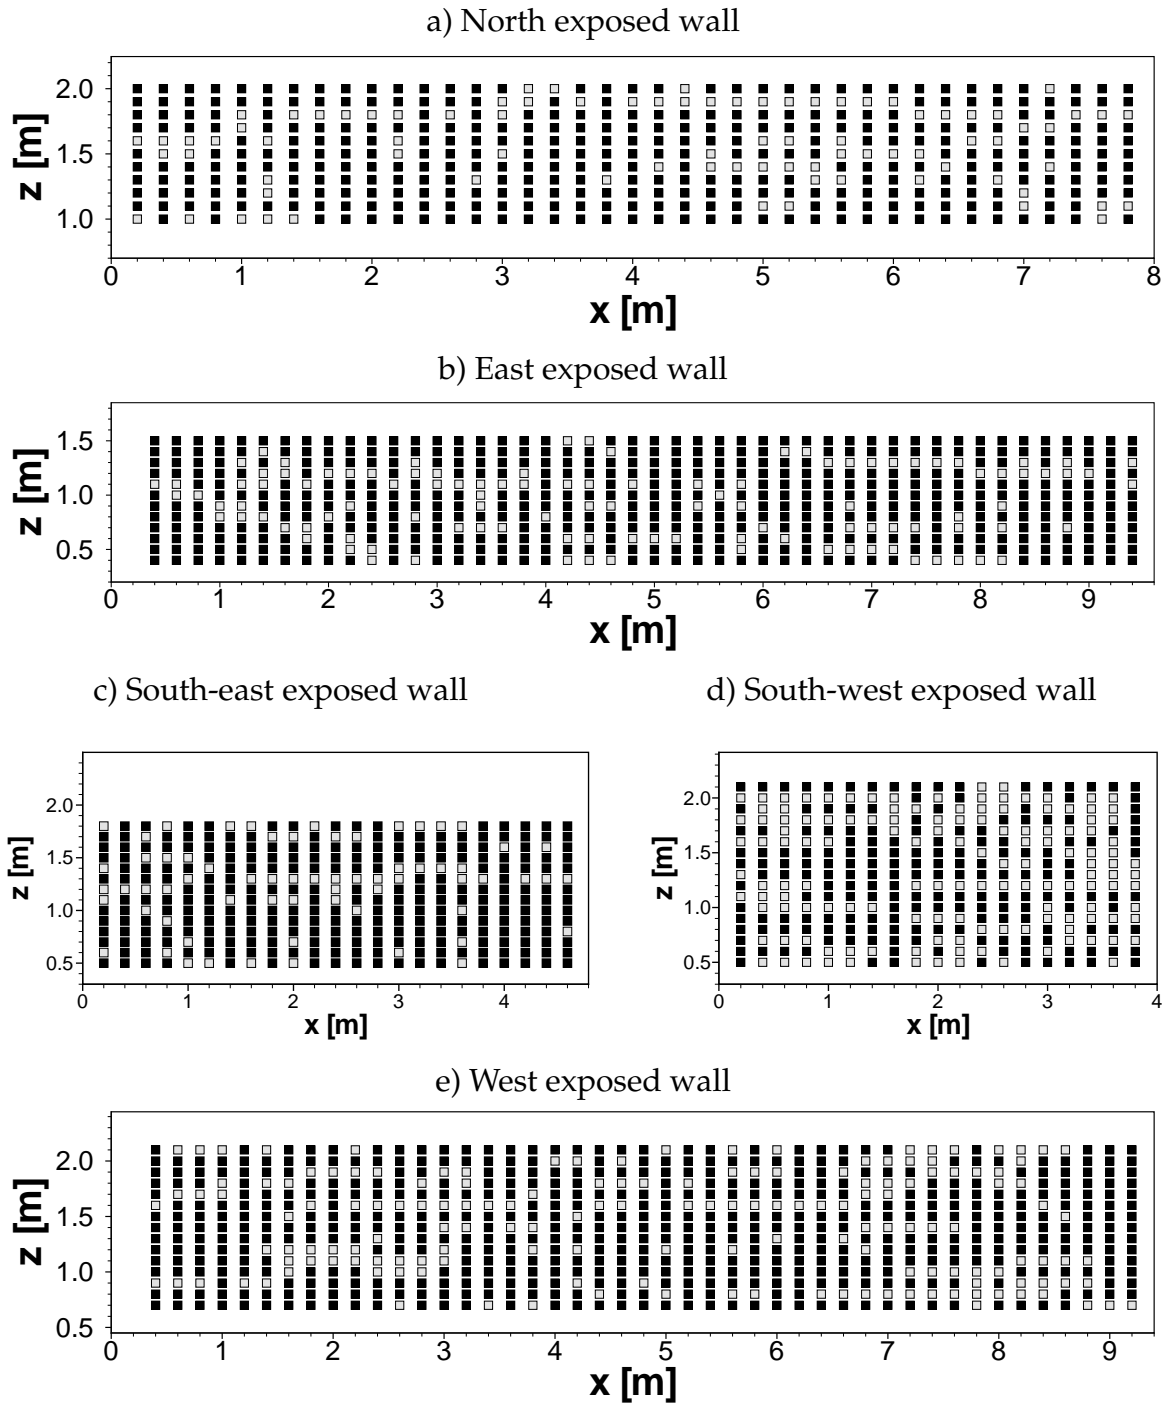 a) North exposed wall
2.0
1.5
1.0
z [m]
0 1 2 3 4 5 6 7 8
x [m]
b) East exposed wall
1.5
1.0
0.5
z [m]
0 1 2 3 4 5 6 7 8 9
x [m]
c) South-east exposed wall
2.0
1.5
1.0
0.5
z [m]
0 1 2 3 4
x [m]
d) South-west exposed wall
2.0
1.5
1.0
0.5
z [m]
0 1 2 3 4
x [m]
e) West exposed wall
2.0
1.5
1.0
0.5
z [m]
0 1 2 3 4 5 6 7 8 9
x [m]